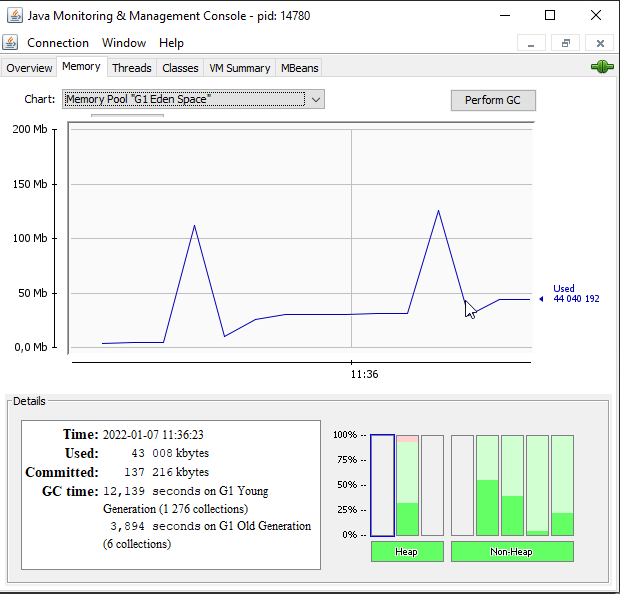 Java Monitoring & Management Console - pid: 14780
Connection Window Help
Overview Memory Threads Classes VM Summary MBeans
Chart: Memory Pool "G1 Eden Space" Perform GC
200 Mb
150 Mb
100 Mb
50 Mb
0,0 Mb
Used
44 040 192
11:36
Details
Time: 2022-01-07 11:36:23
Used: 43 008 kbytes
Committed: 137 216 kbytes
GC time: 12,139 seconds on G1 Young
Generation (1 276 collections)
3,894 seconds on G1 Old Generation
(6 collections)
100% --
75% --
50% --
25% --
0% --
Heap Non-Heap